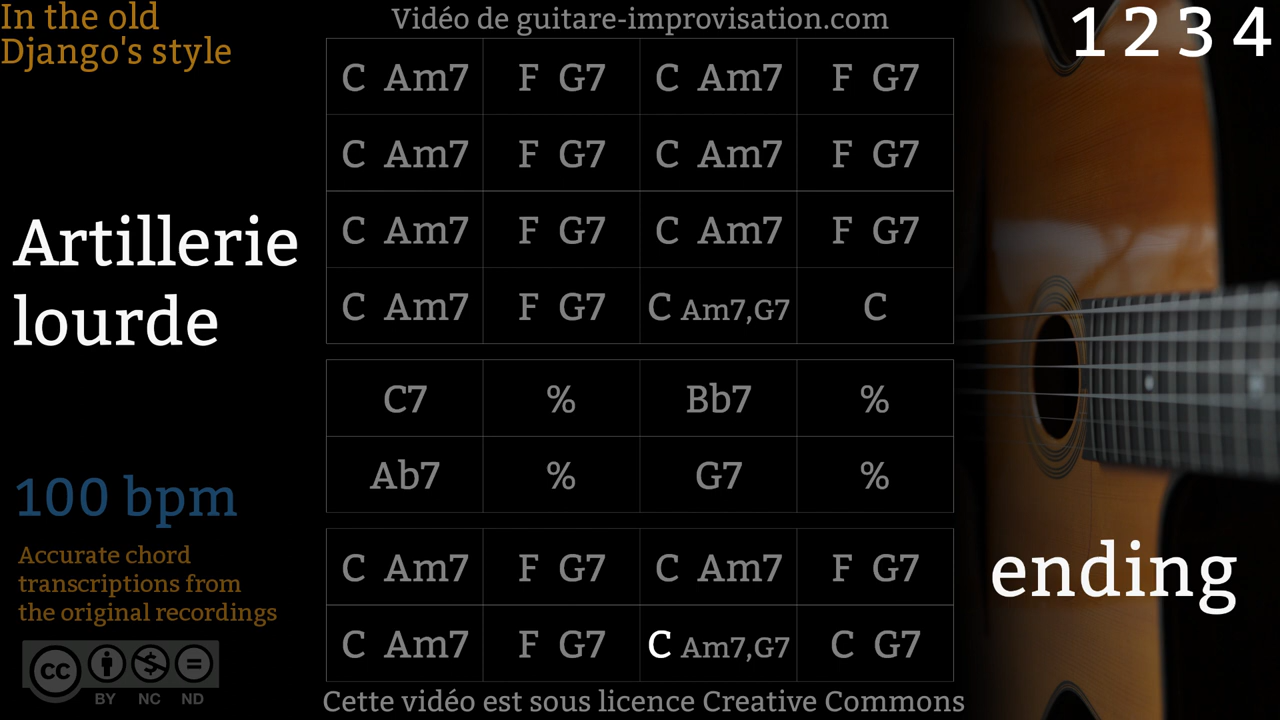 In the old
Django's style
Vidéo de guitare-improvisation.com
1 2 3 4
C Am7 F G7 C Am7 F G7
C Am7 F G7 C Am7 F G7
C Am7 F G7 C Am7 F G7
C Am7 F G7 C Am7,G7 C
Artillerie
lourde
C7 % Bb7 %
Ab7 % G7 %
100 bpm
Accurate chord
transcriptions from
the original recordings
C Am7 F G7 C Am7 F G7
C Am7 F G7 C Am7,G7 C G7
ending
cc
BY NC ND
Cette vidéo est sous licence Creative Commons